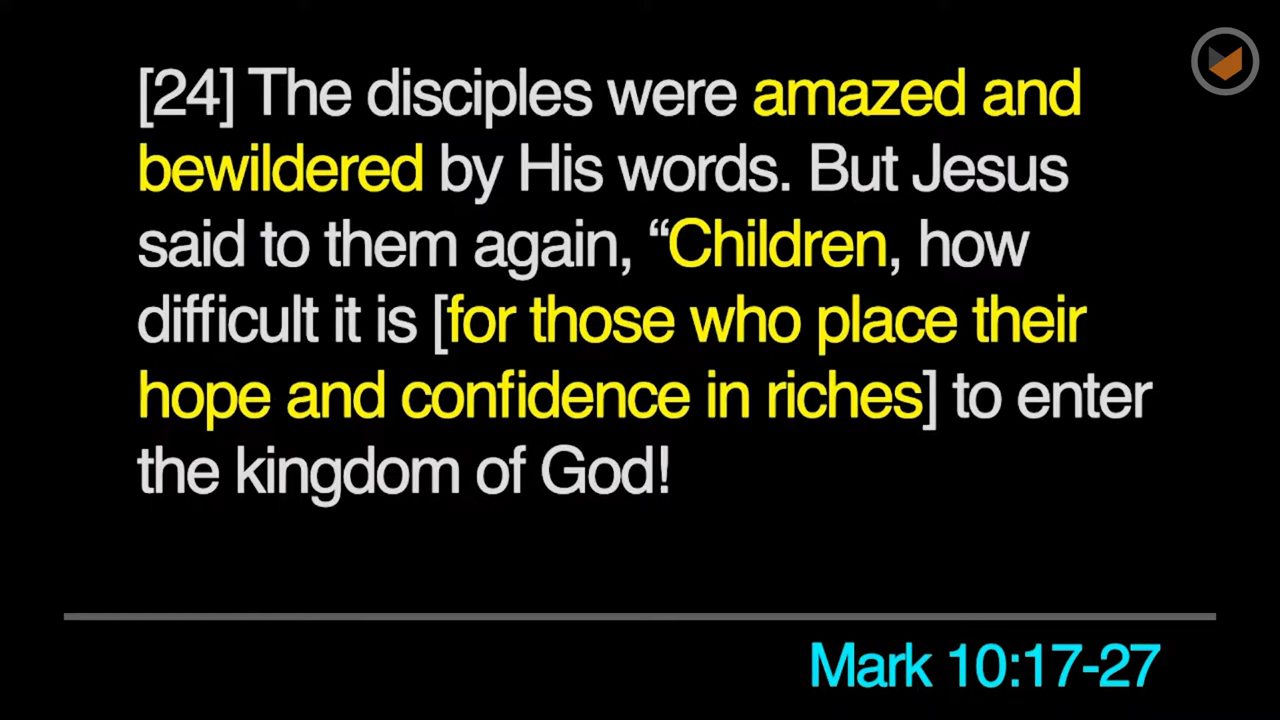 [24] The disciples were amazed and
bewildered by His words. But Jesus
said to them again, “Children, how
difficult it is [for those who place their
hope and confidence in riches] to enter
the kingdom of God!
Mark 10:17-27